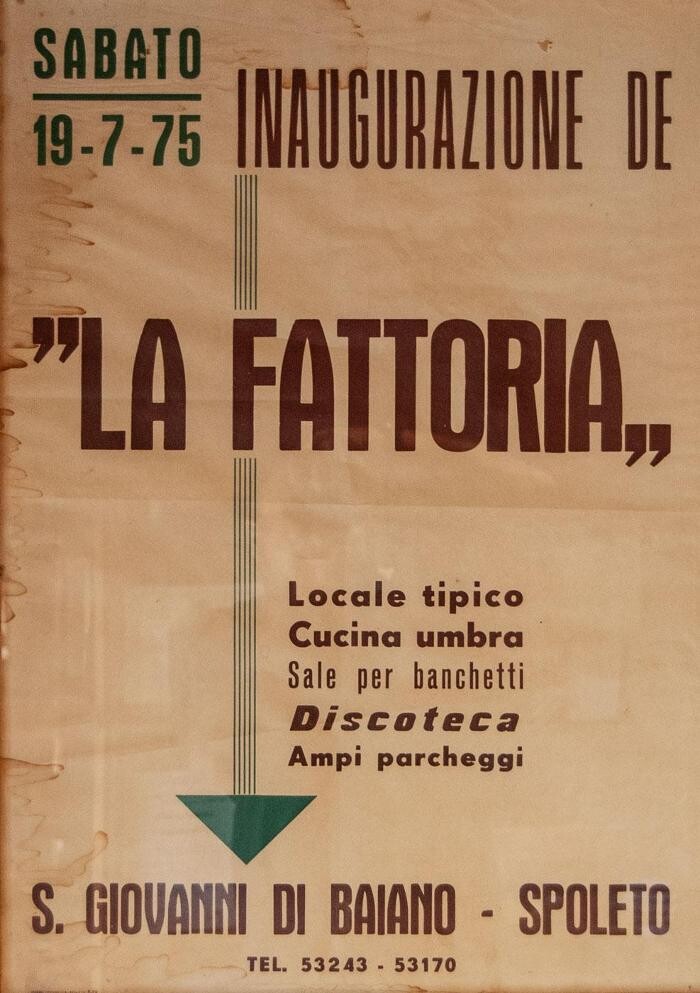 SABATO
19-7-75
INAUGURAZIONE DE
"LA FATTORIA„
Locale tipico
Cucina umbra
Sale per banchetti
Discoteca
Ampi parcheggi
S. GIOVANNI DI BAIANO - SPOLETO
TEL. 53243 - 53170